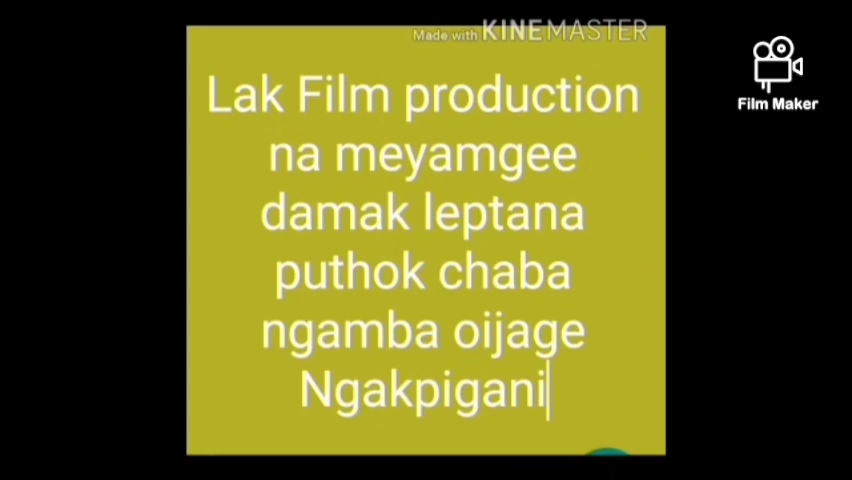 Made with KINEMASTER
Film Maker
Lak Film production
na meyamgee
damak leptana
puthok chaba
ngamba oijage
Ngakpigani